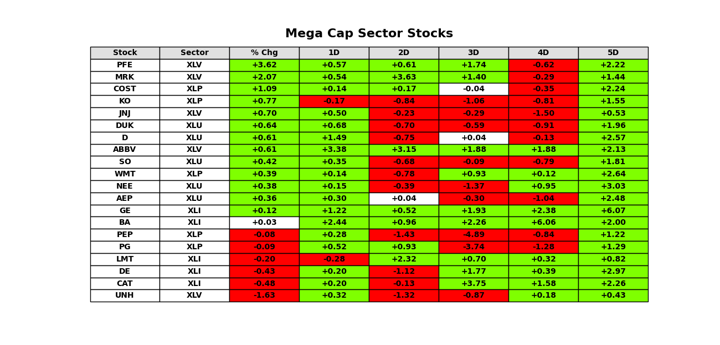 Mega Cap Sector Stocks
Stock Sector % Chg 1D 2D 3D 4D 5D
PFE XLV +3.62 +0.57 +0.61 +1.74 -0.62 +2.22
MRK XLV +2.07 +0.54 +3.63 +1.40 -0.29 +1.44
COST XLP +1.09 +0.14 +0.17 -0.04 -0.35 +2.24
KO XLP +0.77 -0.17 -0.84 -1.06 -0.81 +1.55
JNJ XLV +0.70 +0.50 -0.23 -0.29 -1.50 +0.53
DUK XLU +0.64 +0.68 -0.70 -0.59 -0.91 +1.96
D XLU +0.61 +1.49 -0.75 +0.04 -0.13 +2.57
ABBV XLV +0.61 +3.38 +3.15 +1.88 +1.88 +2.13
SO XLU +0.42 +0.35 -0.68 -0.09 -0.79 +1.81
WMT XLP +0.39 +0.14 -0.78 +0.93 +0.12 +2.64
NEE XLU +0.38 +0.15 -0.39 -1.37 +0.95 +3.03
AEP XLU +0.36 +0.30 +0.04 -0.30 -1.04 +2.48
GE XLI +0.12 +1.22 +0.52 +1.93 +2.38 +6.07
BA XLI +0.03 +2.44 +0.96 +2.26 +6.06 +2.00
PEP XLP -0.08 +0.28 -1.43 -4.89 -0.84 +1.22
PG XLP -0.09 +0.52 +0.93 -3.74 -1.28 +1.29
LMT XLI -0.20 -0.28 +2.32 +0.70 +0.32 +0.82
DE XLI -0.43 +0.20 -1.12 +1.77 +0.39 +2.97
CAT XLI -0.48 +0.20 -0.13 +3.75 +1.58 +2.26
UNH XLV -1.63 +0.32 -1.32 -0.87 +0.18 +0.43